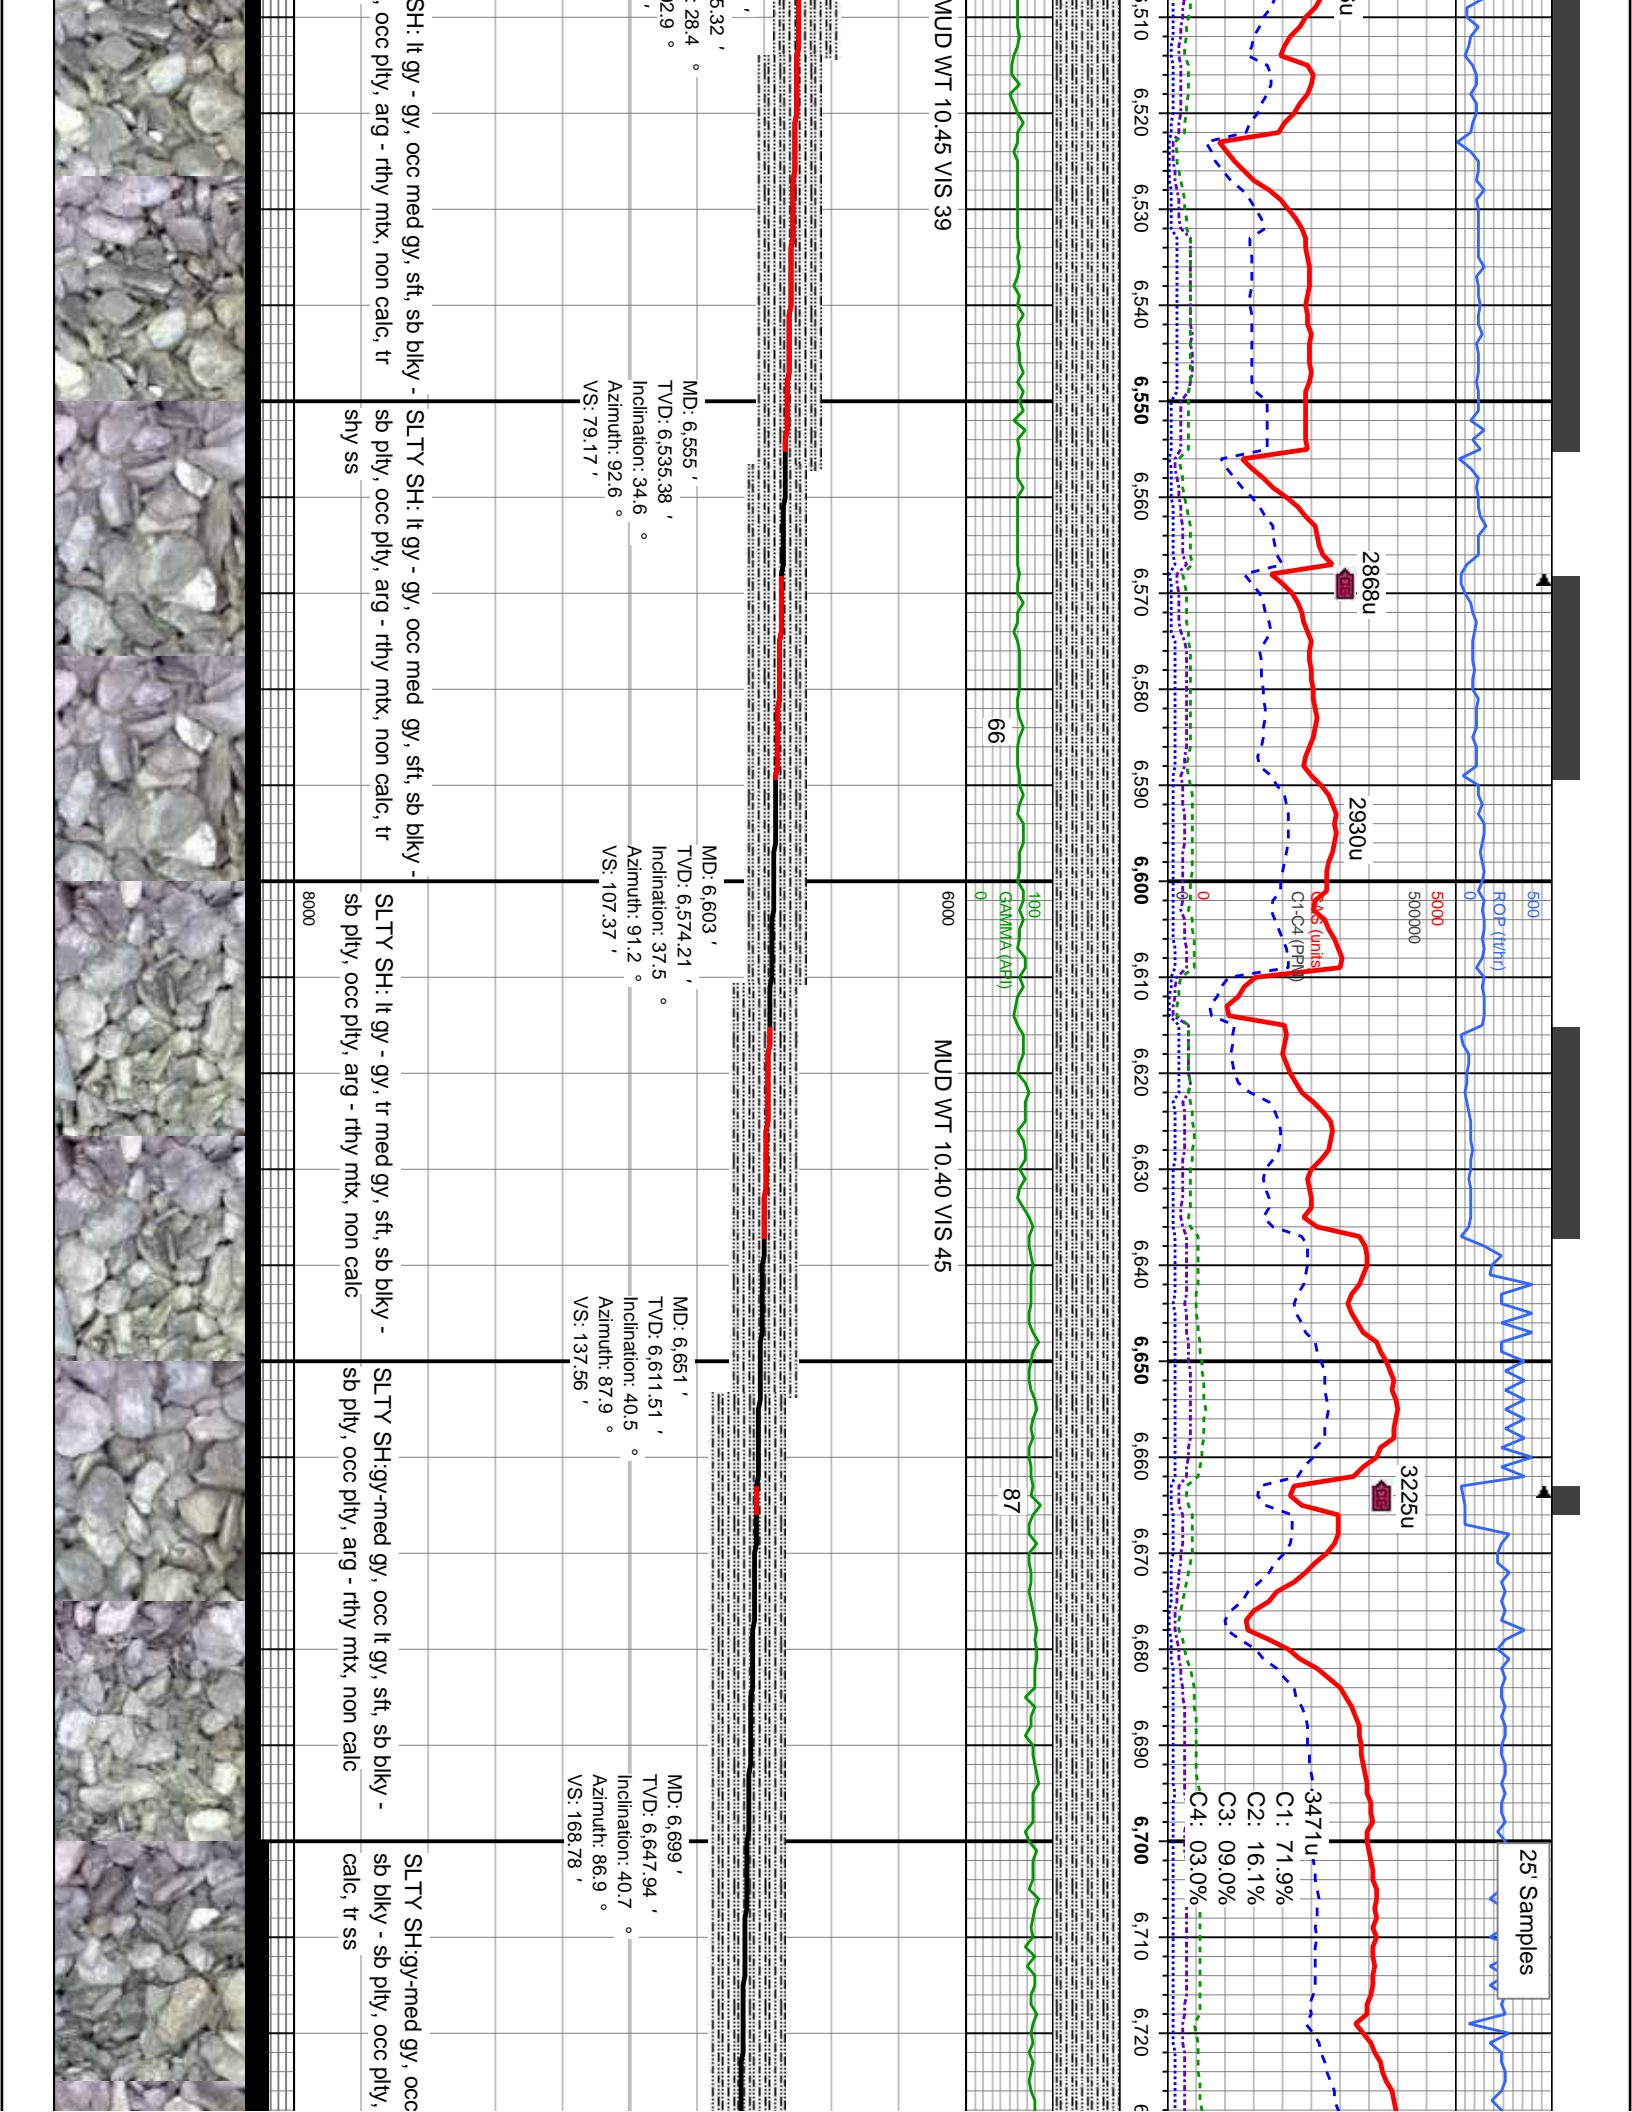 6,510
6,520
6,530
6,540
6,550
6,560
6,570
6,580
6,590
6,600
6,610
6,620
6,630
6,640
6,650
6,660
6,670
6,680
6,690
6,700
6,710
6,720
500
ROP (ft/hr)
0
5000
50000
GAS (units
C1-C4 (PPM)
0
0
2868u
2930u
3225u
3471u
C1: 71.9%
C2: 16.1%
C3: 09.0%
C4: 03.0%
25' Samples
100
GAMMA (API)
0
66
87
MUD WT 10.45 VIS 39
6000
MUD WT 10.40 VIS 45
5.32 '
: 28.4 °
92.9 °
MD: 6,555 '
TVD: 6,535.38 '
Inclination: 34.6 °
Azimuth: 92.6 °
VS: 79.17 '
MD: 6,603 '
TVD: 6,574.21 '
Inclination: 37.5 °
Azimuth: 91.2 °
VS: 107.37 '
MD: 6,651 '
TVD: 6,611.51 '
Inclination: 40.5 °
Azimuth: 87.9 °
VS: 137.56 '
MD: 6,699 '
TVD: 6,647.94 '
Inclination: 40.7 °
Azimuth: 86.9 °
VS: 168.78 '
SH: lt gy - gy, occ med gy, sft, sb blky -
, occ plty, arg - rthy mtx, non calc, tr
SLTY SH: lt gy - gy, occ med gy, sft, sb blky -
sb plty, occ plty, arg - rthy mtx, non calc, tr
shy ss
8000
SLTY SH: lt gy - gy, tr med gy, sft, sb blky -
sb plty, occ plty, arg - rthy mtx, non calc
SLTY SH:gy-med gy, occ lt gy, sft, sb blky -
sb plty, occ plty, arg - rthy mtx, non calc
SLTY SH:gy-med gy, occ
sb blky - sb plty, occ plty,
calc, tr ss